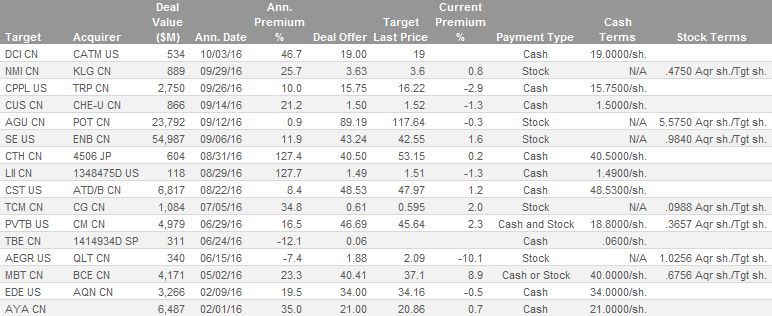 Deal Ann. Target Current
Value Premium Premium Cash
Target Acquirer ($M) Ann. Date % Deal Offer Last Price % Payment Type Terms Stock Terms
DCI CN CATM US 534 10/03/16 46.7 19.00 19 Cash 19.0000/sh.
NMI CN KLG CN 889 09/29/16 25.7 3.63 3.6 0.8 Stock N/A .4750 Aqr sh./Tgt sh.
CPPL US TRP CN 2,750 09/26/16 10.0 15.75 16.22 -2.9 Cash 15.7500/sh.
CUS CN CHE-U CN 866 09/14/16 21.2 1.50 1.52 -1.3 Cash 1.5000/sh.
AGU CN POT CN 23,792 09/12/16 0.9 89.19 117.64 -0.3 Stock N/A 5.5750 Aqr sh./Tgt sh.
SE US ENB CN 54,987 09/06/16 11.9 43.24 42.55 1.6 Stock N/A .9840 Aqr sh./Tgt sh.
CTH CN 4506 JP 604 08/31/16 127.4 40.50 53.15 0.2 Cash 40.5000/sh.
LII CN 1348475D US 118 08/29/16 127.7 1.49 1.51 -1.3 Cash 1.4900/sh.
CST US ATD/B CN 6,817 08/22/16 8.4 48.53 47.97 1.2 Cash 48.5300/sh.
TCM CN CG CN 1,084 07/05/16 34.8 0.61 0.595 2.0 Stock N/A .0988 Aqr sh./Tgt sh.
PVTB US CM CN 4,979 06/29/16 16.5 46.69 45.64 2.3 Cash and Stock 18.8000/sh. .3657 Aqr sh./Tgt sh.
TBE CN 1414934D SP 311 06/24/16 -12.1 0.06 Cash .0600/sh.
AEGR US QLT CN 340 06/15/16 -7.4 1.88 2.09 -10.1 Stock N/A 1.0256 Aqr sh./Tgt sh.
MBT CN BCE CN 4,171 05/02/16 23.3 40.41 37.1 8.9 Cash or Stock 40.0000/sh. .6756 Aqr sh./Tgt sh.
EDE US AQN CN 3,266 02/09/16 19.5 34.00 34.16 -0.5 Cash 34.0000/sh.
AYA CN 6,487 02/01/16 35.0 21.00 20.86 0.7 Cash 21.0000/sh.